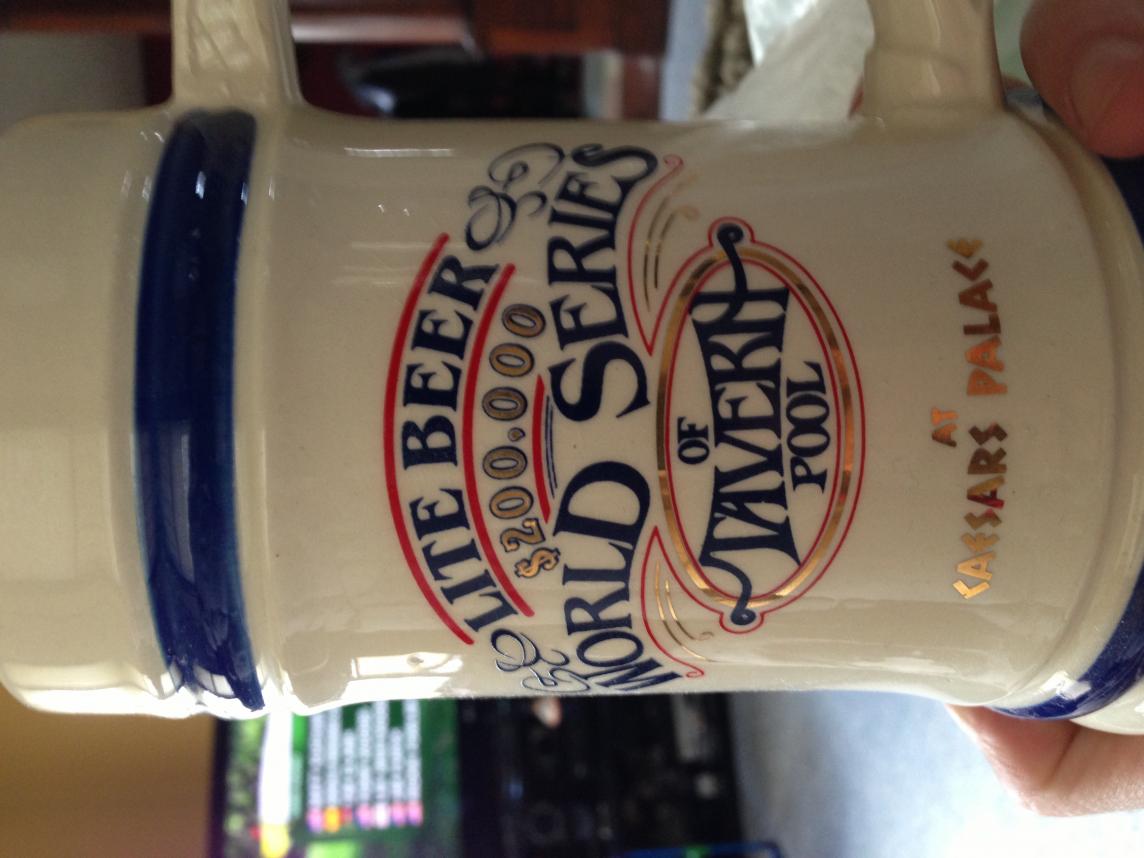 LITE BEER
$200,000
WORLD SERIES
OF
TAVERN
POOL
AT
CAESARS PALACE